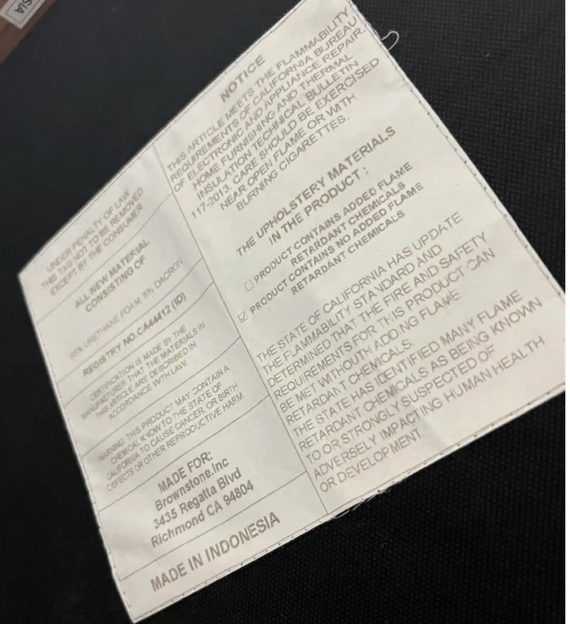 UNDER PENALTY OF LAW
THIS TAG NOT TO BE REMOVED
EXCEPT BY THE CONSUMER
ALL NEW MATERIAL
CONSISTING OF
URETHANE FOAM, 5%
REGISTRY NO.CA44412 (ID)
CERTIFICATION IS MADE BY THE
MANUFACTURER THAT THE MATERIALS IN
THIS ARTICLE ARE DESCRIBED IN
ACCORDANCE WITH LAW.
WARNING: THIS PRODUCT MAY CONTAIN A
CHEMICAL KNOW TO THE STATE OF
CALIFORNIA TO CAUSE CANCER, OR BIRTH
DEFECTS OR OTHER REPRODUCTIVE HARM.
MADE FOR:
Brownstone.inc
3435 Regatta Blvd
Richmond CA 94804
MADE IN INDONESIA
NOTICE
THIS ARTICLE MEETS THE FLAMMABILITY
REQUIREMENTS OF CALIFORNIA BUREAU
OF ELECTRONIC AND APPLIANCE REPAIR,
HOME FURNISHING AND THERMAL
INSULATION TECHNICAL BULLETIN
117-2013. CARE SHOULD BE EXERCISED
NEAR OPEN FLAME OR WITH
BURNING CIGARETTES.
THE UPHOLSTERY MATERIALS
IN THE PRODUCT :
☐ PRODUCT CONTAINS ADDED FLAME
RETARDANT CHEMICALS
☑ PRODUCT CONTAINS NO ADDED FLAME
RETARDANT CHEMICALS
THE STATE OF CALIFORNIA HAS UPDATE
THE FLAMMABILITY STANDARD AND
DETERMINED THAT THE FIRE AND SAFETY
REQUIREMENTS FOR THIS PRODUCT CAN
BE MET WITHOUT ADDING FLAME
RETARDANT CHEMICALS.
THE STATE HAS IDENTIFIED MANY FLAME
RETARDANT CHEMICALS AS BEING KNOWN
TO OR STRONGLY SUSPECTED OF
ADVERSELY IMPACTING HUMAN HEALTH
OR DEVELOPMENT.